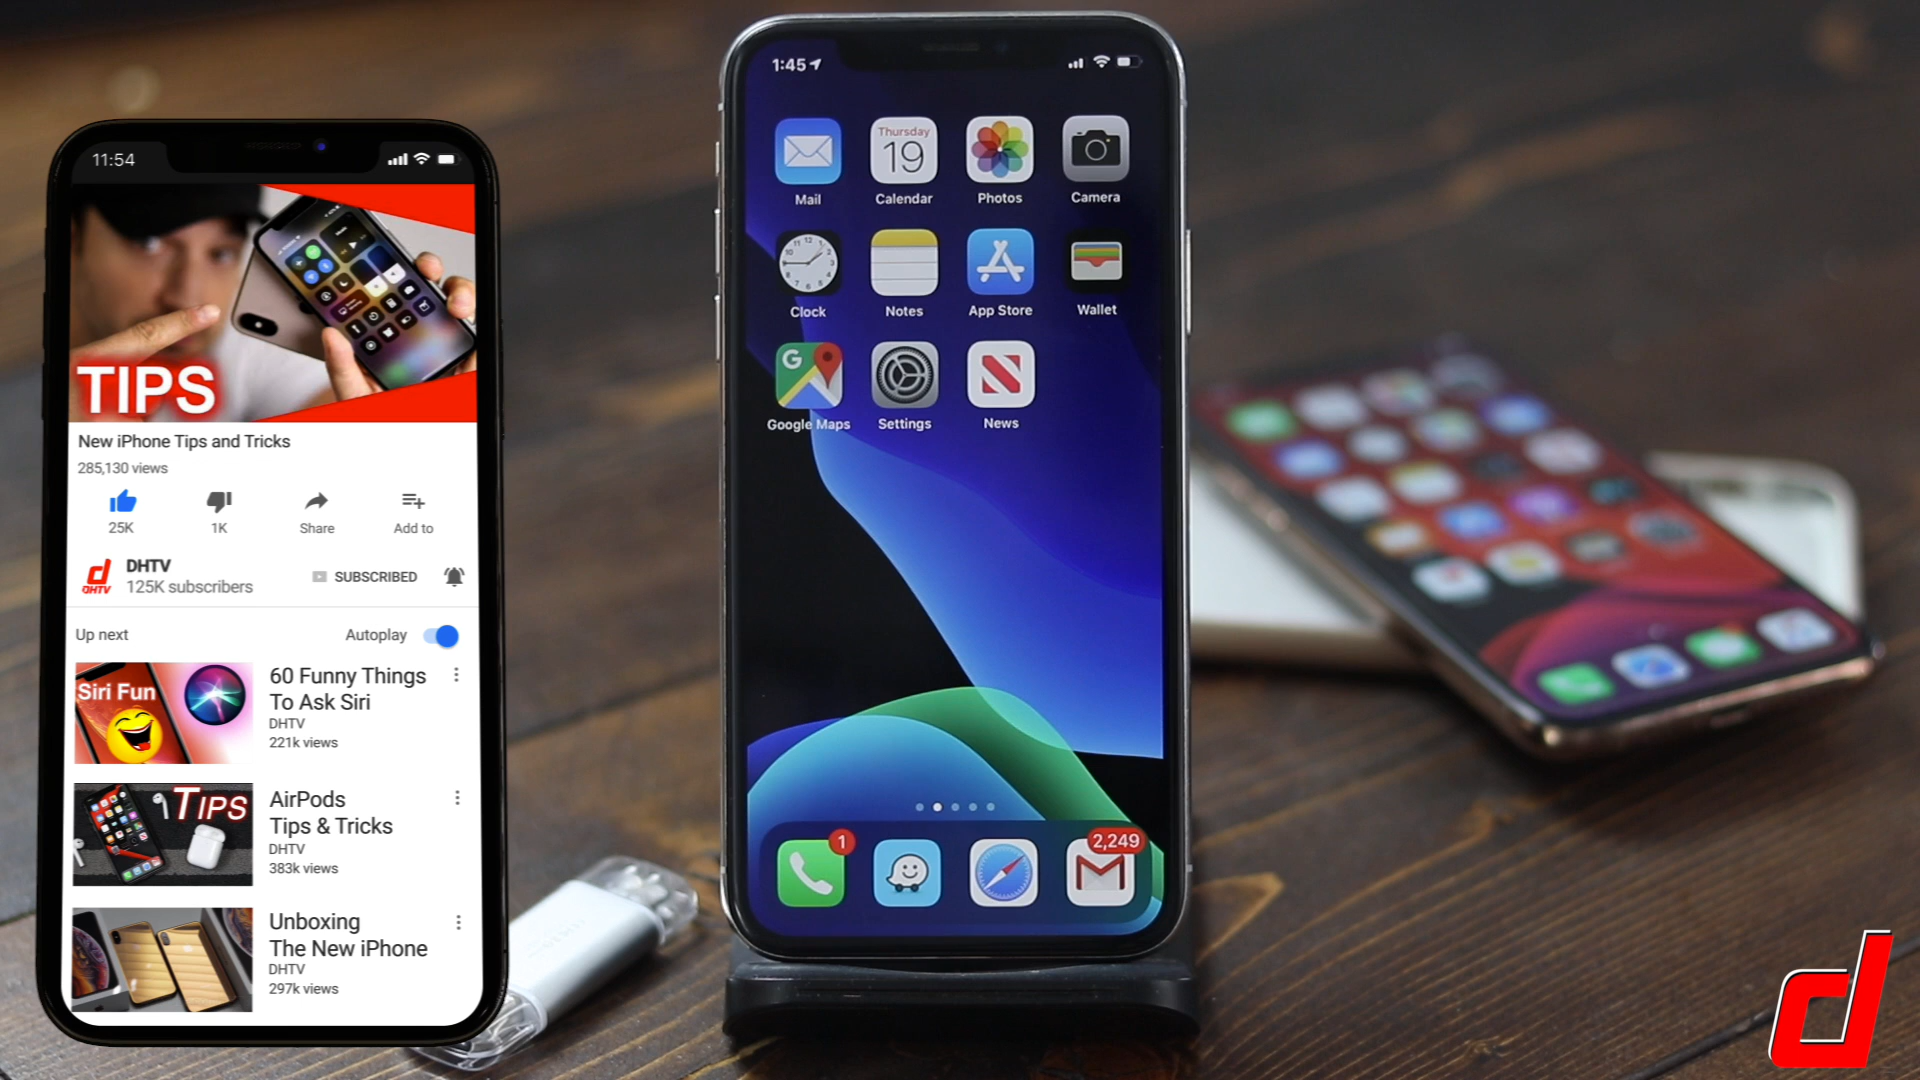 11:54
TIPS
New iPhone Tips and Tricks
285,130 views
25K
1K
Share
Add to
DHTV
DHTV
125K subscribers
SUBSCRIBED
Up next
Autoplay
Siri Fun
60 Funny Things
To Ask Siri
DHTV
221k views
TIPS
AirPods
Tips & Tricks
DHTV
383k views
Unboxing
The New iPhone
DHTV
297k views
1:45
Thursday
19
Mail
Calendar
Photos
Camera
Clock
Notes
App Store
Wallet
G
Google Maps
Settings
News
1
2,249
d